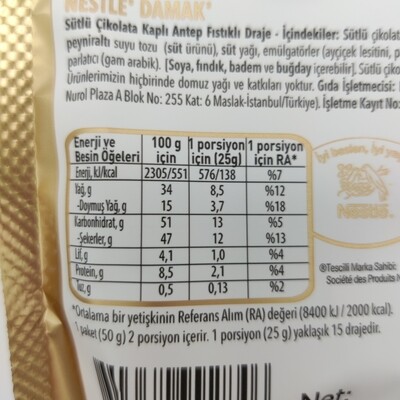 NESTLE® DAMAK®
Sütlü Çikolata Kaplı Antep Fıstıklı Draje - İçindekiler: Sütlü çikolat
peyniraltı suyu tozu (süt ürünü), süt yağı, emülgatörler (ayçiçek lesitini, p
parlatıcı (gam arabik). [Soya, fındık, badem ve buğday içerebilir]. Sütlü çiko
Ürünlerimizin hiçbirinde domuz yağı ve katkıları yoktur. Gıda İşletmecisi:
Nurol Plaza A Blok No: 255 Kat: 6 Maslak-İstanbul/Türkiye). İşletme Kayıt No:
Enerji ve Besin Öğeleri 100 g için 1 porsiyon için (25g) 1 porsiyon için RA*
Enerji, kJ/kcal 2305/551 576/138 %7
Yağ, g 34 8,5 %12
-Doymuş Yağ, g 15 3,7 %18
Karbonhidrat, g 51 13 %5
-Şekerler, g 47 12 %13
Lif, g 4,1 1,0 %4
Protein, g 8,5 2,1 %4
Tuz, g 0,5 0,13 %2
*Ortalama bir yetişkinin Referans Alım (RA) değeri (8400 kJ / 2000 kcal).
1 paket (50 g) 2 porsiyon içerir. 1 porsiyon (25 g) yaklaşık 15 drajedir.
Nestlé
®Tescilli Marka Sahibi:
Société des Produits N
Net: